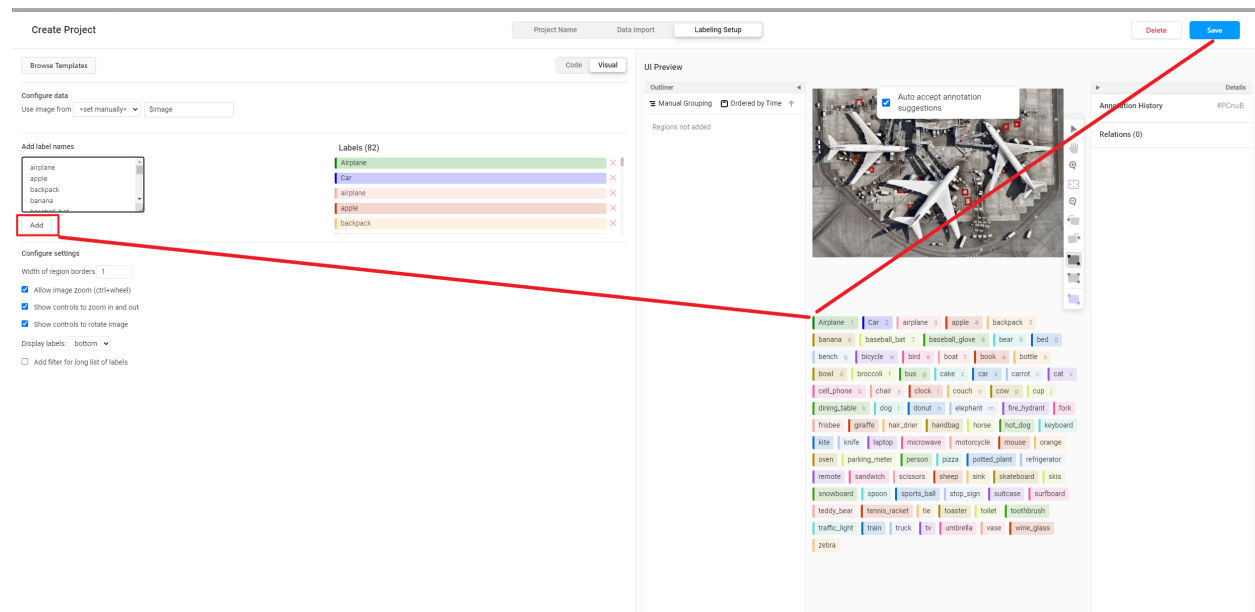 Create Project
Project Name
Data Import
Labeling Setup
Delete
Save
Browse Templates
Code
Visual
Configure data
Use image from <set manually> $image
Add label names
airplane
apple
backpack
banana
baseball_bat
Add
Labels (82)
Airplane
Car
airplane
apple
backpack
Configure settings
Width of region borders 1
Allow image zoom (ctrl+wheel)
Show controls to zoom in and out
Show controls to rotate image
Display labels: bottom
Add filter for long list of labels
UI Preview
Outliner
Manual Grouping Ordered by Time
Regions not added
Auto accept annotation
suggestions
Airplane 1 Car 2 airplane 3 apple 4 backpack 5
banana 6 baseball_bat 7 baseball_glove 8 bear 9 bed 0
bench q bicycle w bird e boat t book a bottle s
bowl d broccoli f bus g cake z car x carrot c cat v
cell_phone b chair y clock i couch o cow p cup j
dining_table k dog l donut n elephant m fire_hydrant fork
frisbee giraffe hair_drier handbag horse hot_dog keyboard
kite knife laptop microwave motorcycle mouse orange
oven parking_meter person pizza potted_plant refrigerator
remote sandwich scissors sheep sink skateboard skis
snowboard spoon sports_ball stop_sign suitcase surfboard
teddy_bear tennis_racket tie toaster toilet toothbrush
traffic_light train truck tv umbrella vase wine_glass
zebra
Details
Annotation History #PCnuB
Relations (0)